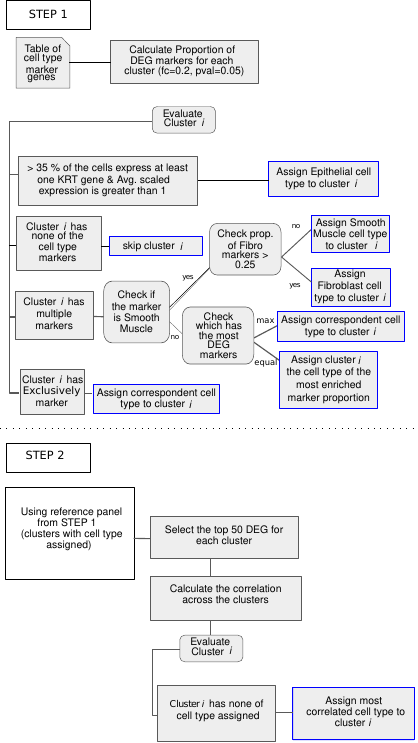 STEP 1
Table of
cell type
marker
genes
Calculate Proportion of
DEG markers for each
cluster (fc=0.2, pval=0.05)
Evaluate
Cluster i
> 35 % of the cells express at least
one KRT gene & Avg. scaled
expression is greater than 1
Assign Epithelial cell
type to cluster i
Cluster i has
none of the
cell type
markers
skip cluster i
Cluster i has
multiple
markers
Check if
the marker
is Smooth
Muscle
yes
no
Check prop.
of Fibro
markers >
0.25
no
yes
Assign Smooth
Muscle cell type
to cluster i
Assign
Fibroblast cell
type to cluster i
Check
which has
the most
DEG
markers
max
equal
Assign correspondent cell
type to cluster i
Assign cluster i
the cell type of the
most enriched
marker proportion
Cluster i has
Exclusively
marker
Assign correspondent cell
type to cluster i
STEP 2
Using reference panel
from STEP 1
(clusters with cell type
assigned)
Select the top 50 DEG for
each cluster
Calculate the correlation
across the clusters
Evaluate
Cluster i
Cluster i has none of
cell type assigned
Assign most
correlated cell type to
cluster i